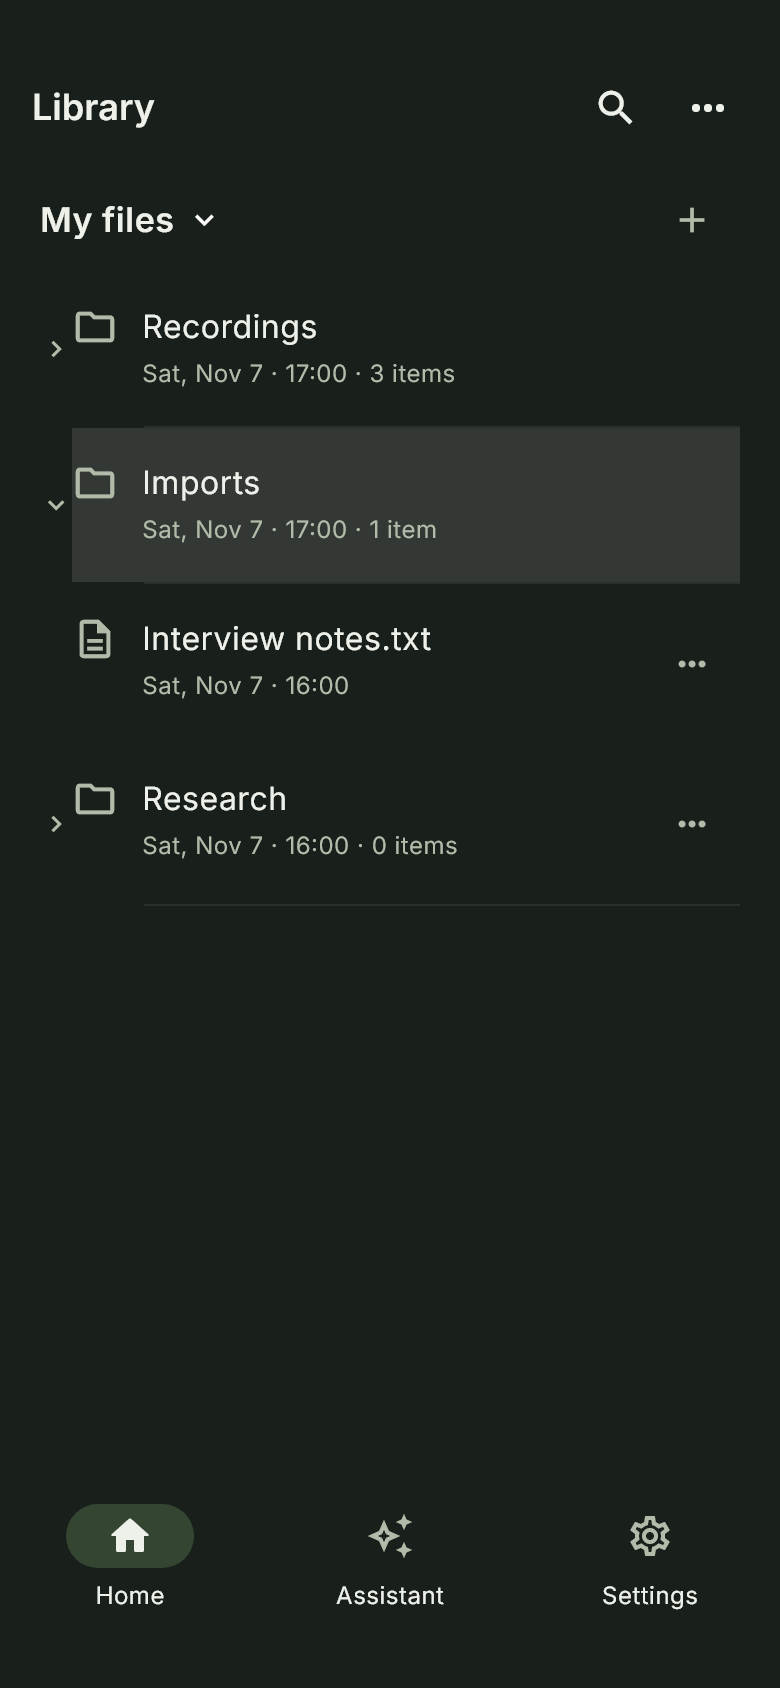 Library
My files
Recordings
Sat, Nov 7 · 17:00 · 3 items
Imports
Sat, Nov 7 · 17:00 · 1 item
Interview notes.txt
Sat, Nov 7 · 16:00
Research
Sat, Nov 7 · 16:00 · 0 items
Home
Assistant
Settings